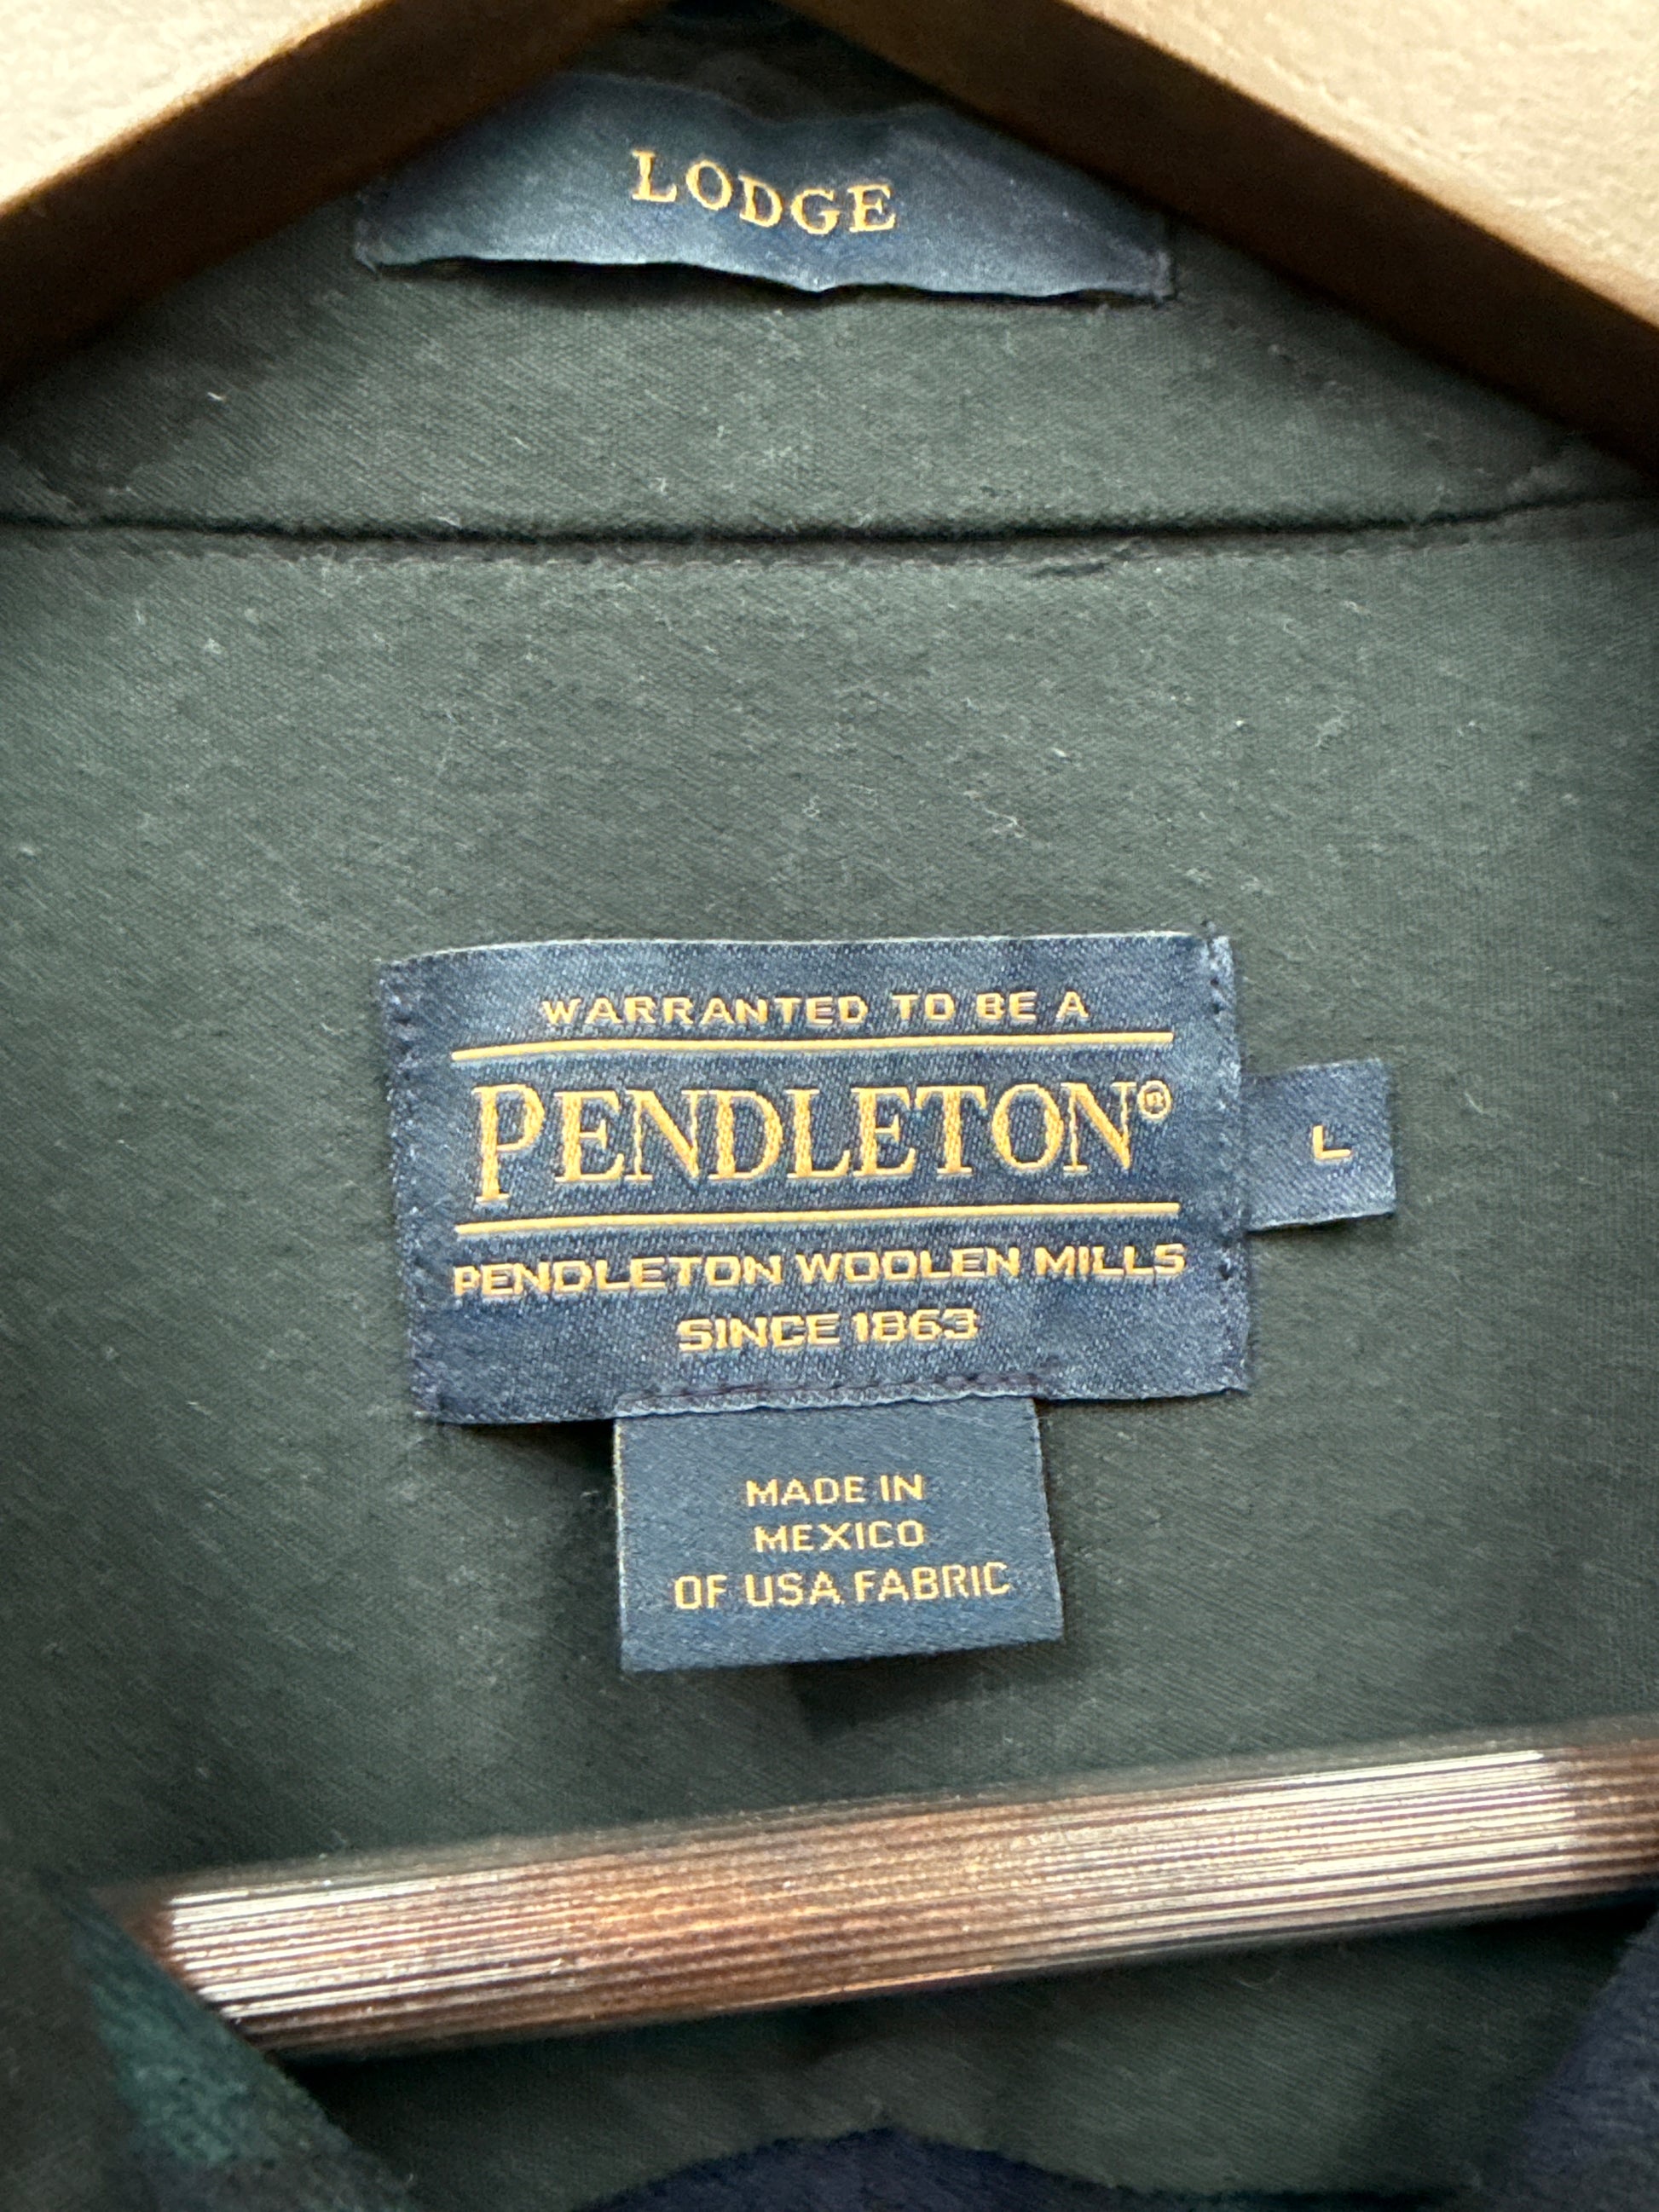 LODGE
WARRANTED TO BE A
PENDLETON®
L
PENDLETON WOOLEN MILLS
SINCE 1863
MADE IN
MEXICO
OF USA FABRIC